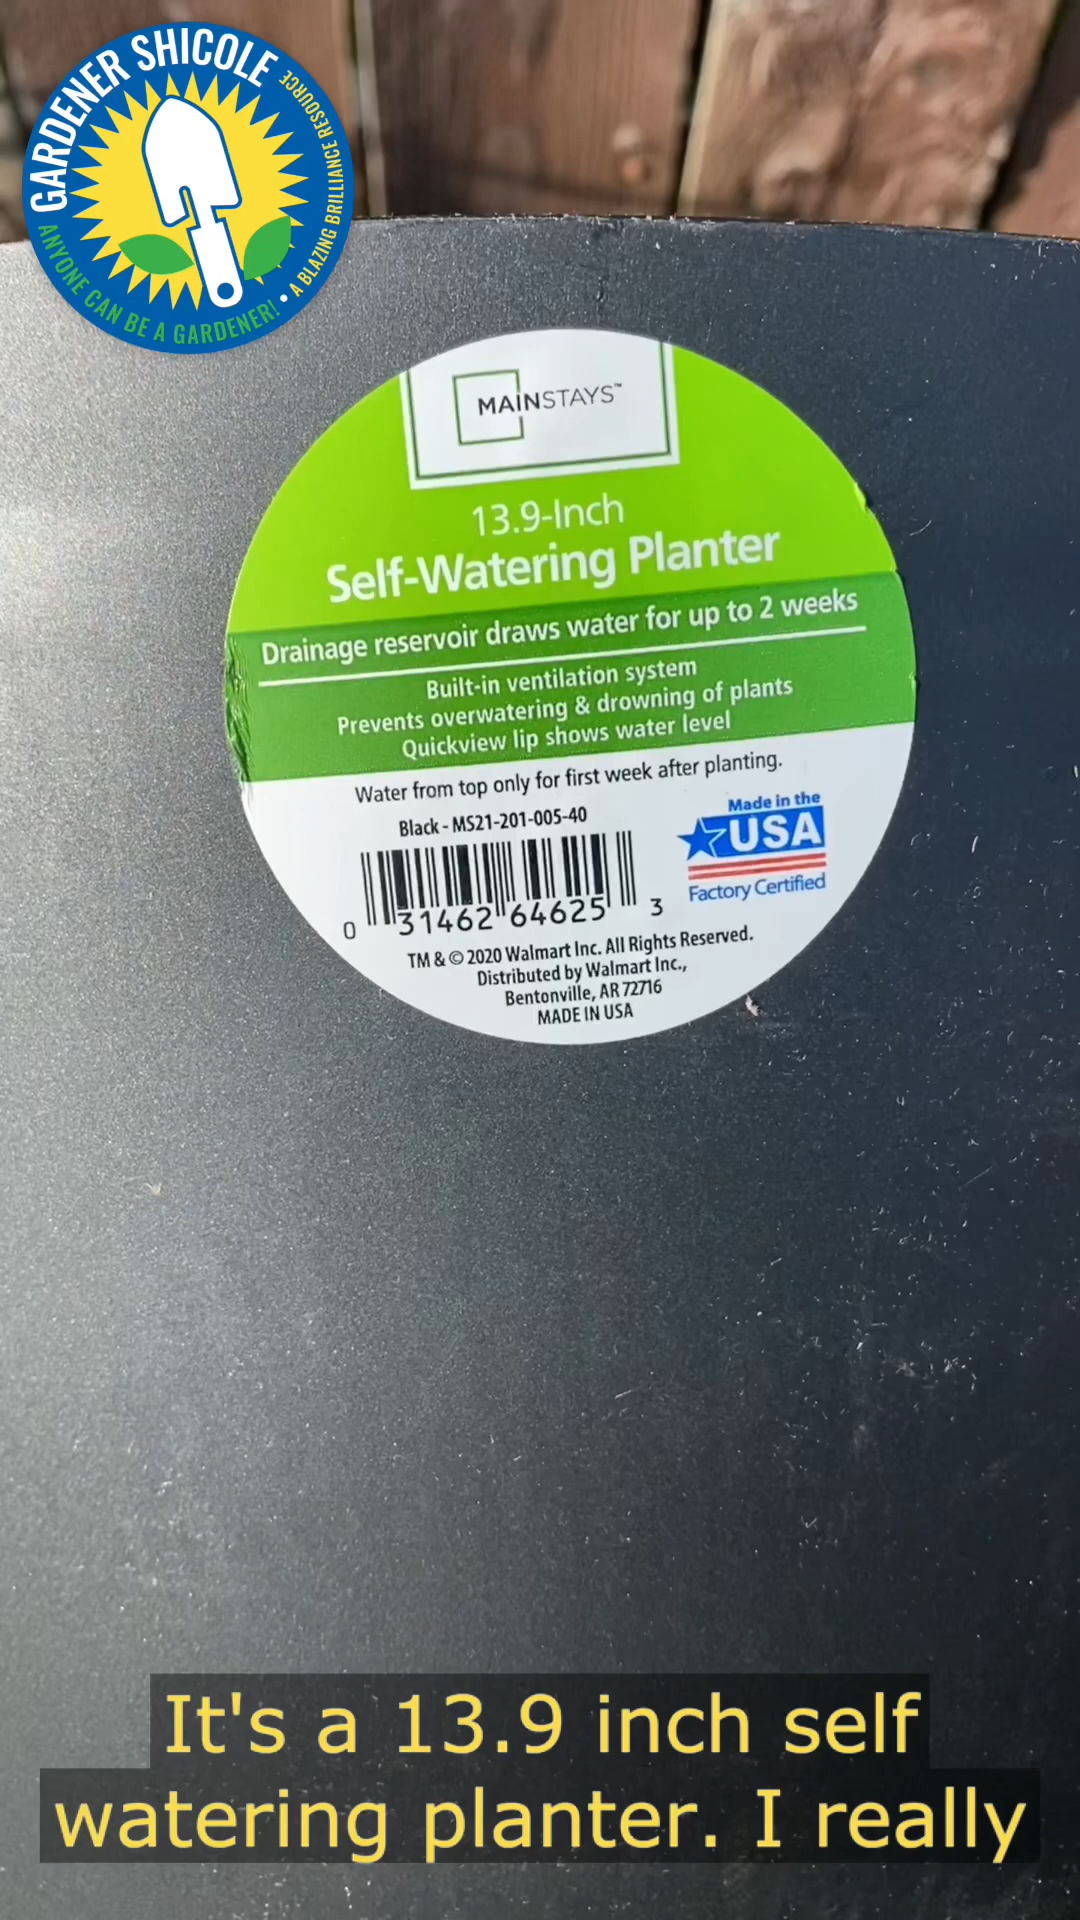 GARDENER SHICOLE
A BLAZING BRILLIANCE RESOURCE
ANYONE CAN BE A GARDENER! •
MAINSTAYS™
13.9-Inch
Self-Watering Planter
Drainage reservoir draws water for up to 2 weeks
Built-in ventilation system
Prevents overwatering & drowning of plants
Quickview lip shows water level
Water from top only for first week after planting.
Black - MS21-201-005-40
Made in the
USA
Factory Certified
0 31462 64625 3
TM & © 2020 Walmart Inc. All Rights Reserved.
Distributed by Walmart Inc.,
Bentonville, AR 72716
MADE IN USA
It's a 13.9 inch self
watering planter. I really